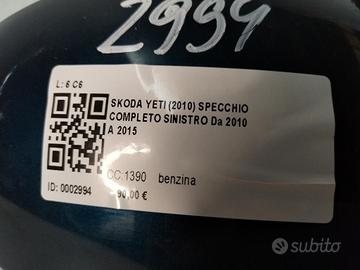 2994
L: 6 C6
SKODA YETI (2010) SPECCHIO
COMPLETO SINISTRO Da 2010
A 2015
CC:1390 benzina
ID: 0002994
90,00 €
subito